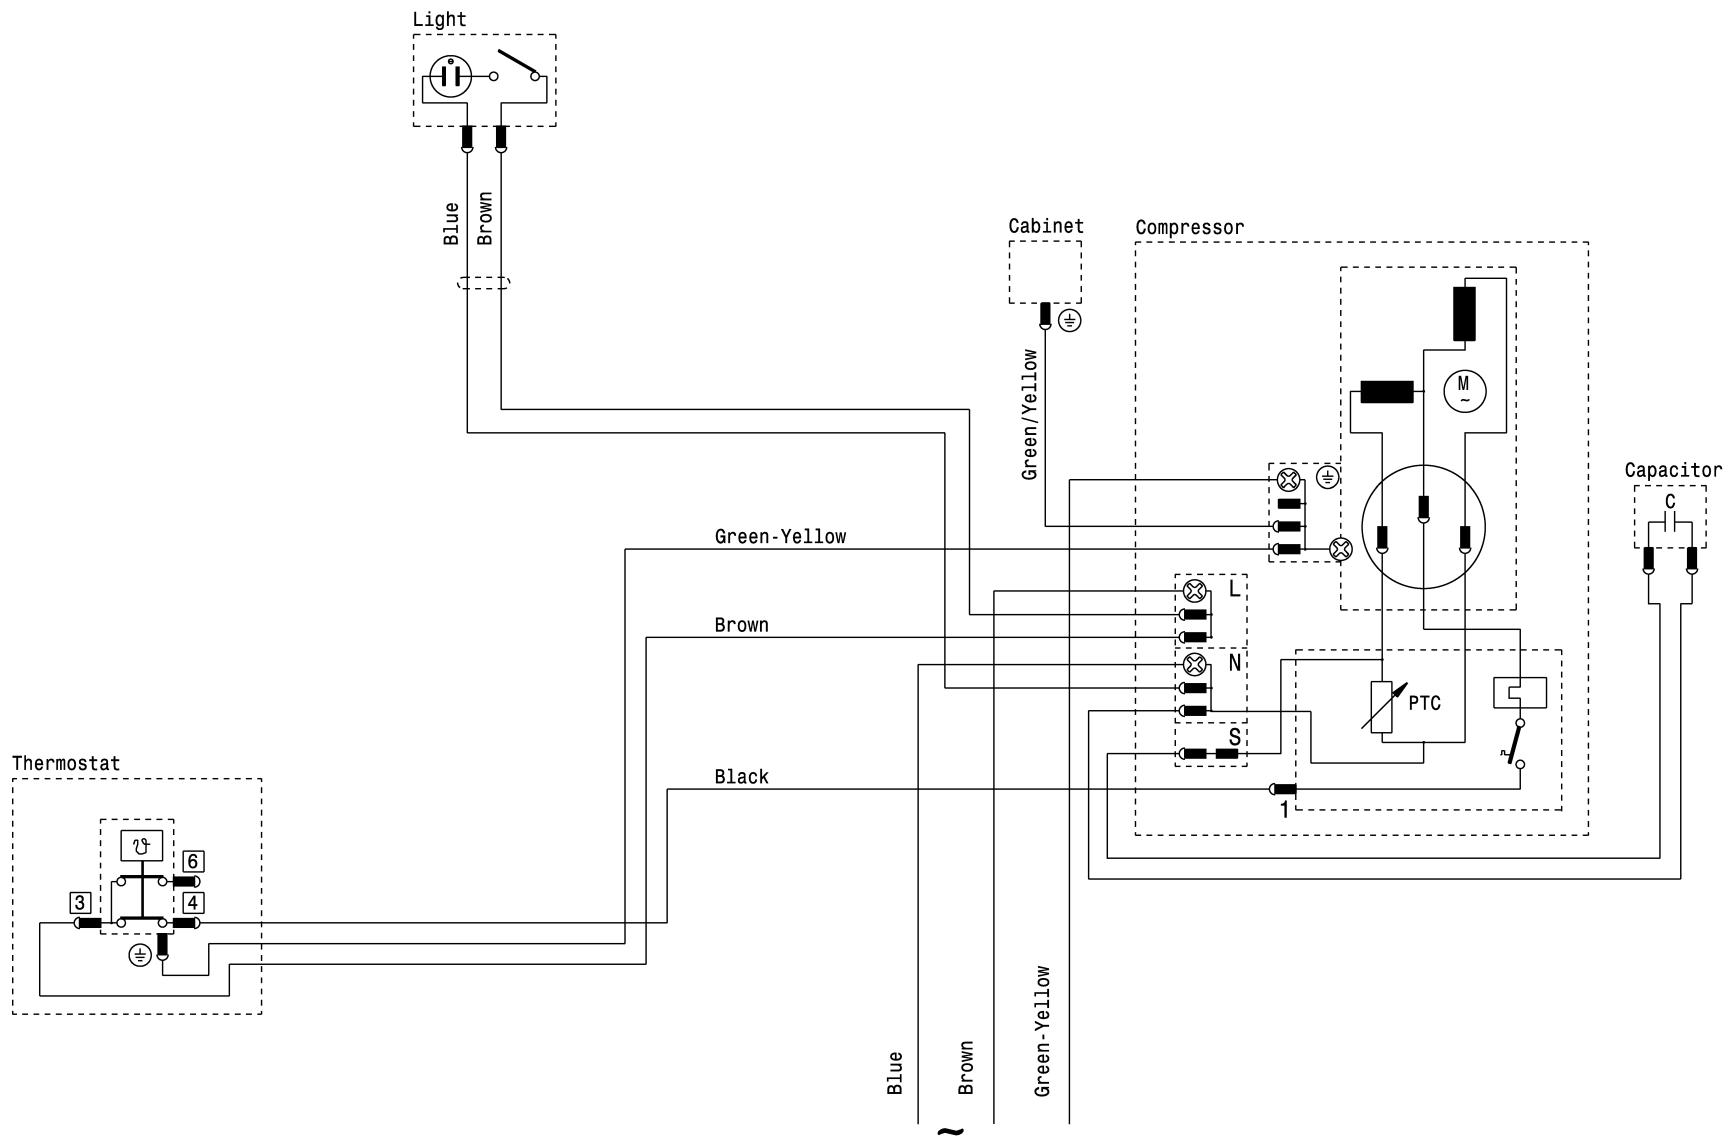 Light
Blue
Brown
Cabinet
Compressor
Green/Yellow
M
~
Capacitor
C
Green-Yellow
L
Brown
N
PTC
S
Thermostat
Black
1
ϑ
6
3
4
Blue
Brown
Green-Yellow
~